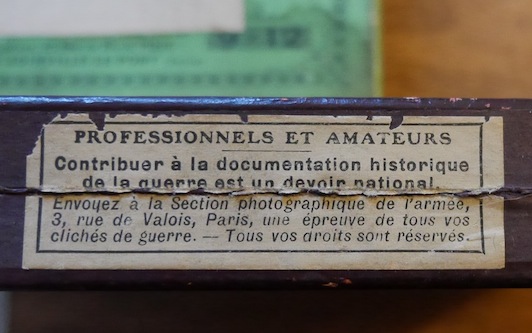 PROFESSIONNELS ET AMATEURS
Contribuer à la documentation historique
de la guerre est un devoir national.
Envoyez à la Section photographique de l'armée,
3, rue de Valois, Paris, une épreuve de tous vos
clichés de guerre. — Tous vos droits sont réservés.